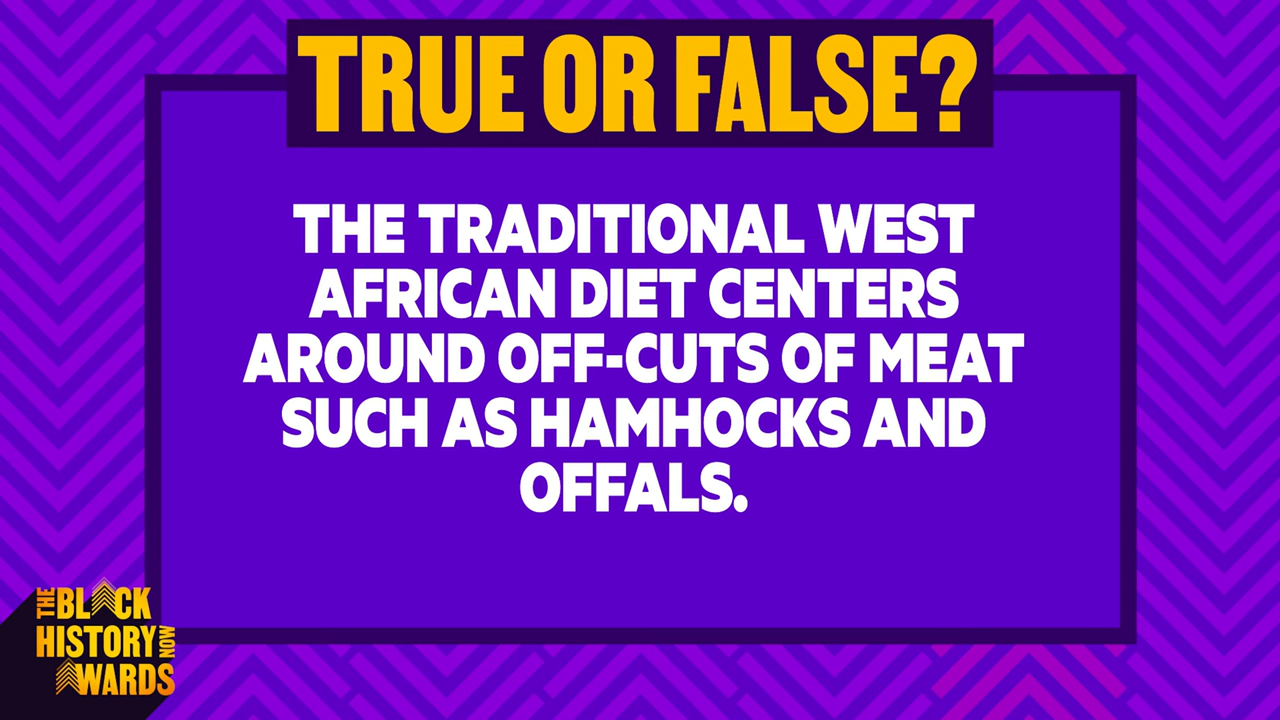 TRUE OR FALSE?
THE TRADITIONAL WEST
AFRICAN DIET CENTERS
AROUND OFF-CUTS OF MEAT
SUCH AS HAMHOCKS AND
OFFALS.
THE BLACK
HISTORY NOW
AWARDS